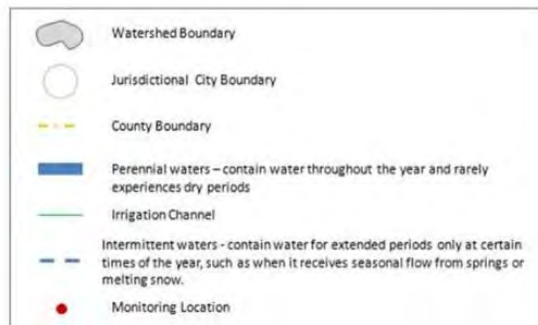 Watershed Boundary
Jurisdictional City Boundary
County Boundary
Perennial waters – contain water throughout the year and rarely
experiences dry periods
Irrigation Channel
Intermittent waters - contain water for extended periods only at certain
times of the year, such as when it receives seasonal flow from springs or
melting snow.
Monitoring Location